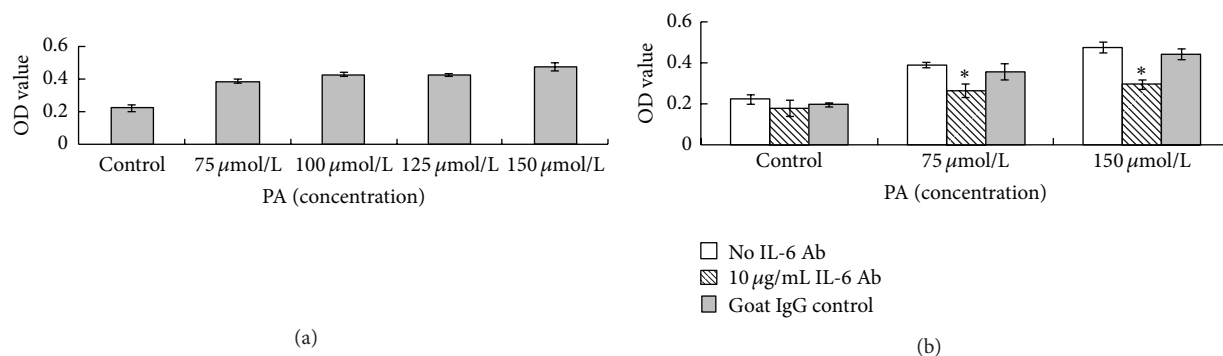 0.6
0.4
0.2
0
OD value
Control
75 μmol/L
100 μmol/L
125 μmol/L
150 μmol/L
PA (concentration)
(a)
0.6
0.4
0.2
0
OD value
*
*
Control
75 μmol/L
150 μmol/L
PA (concentration)
No IL-6 Ab
10 μg/mL IL-6 Ab
Goat IgG control
(b)